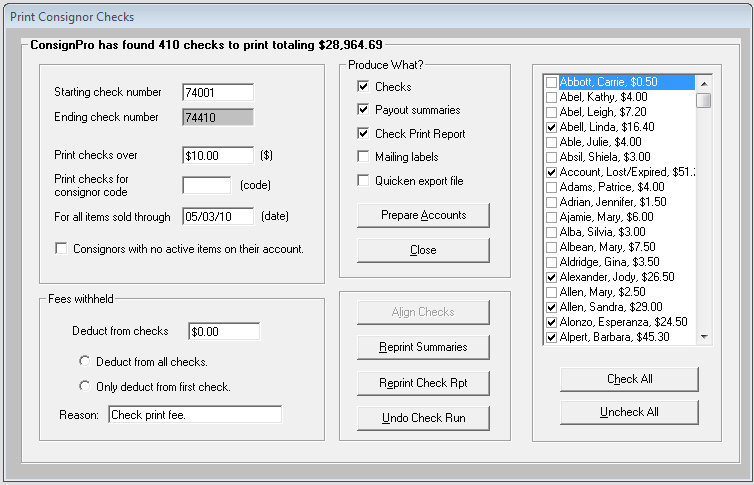 Print Consignor Checks
ConsignPro has found 410 checks to print totaling $28,964.69
Starting check number 74001
Ending check number 74410
Print checks over $10.00 ($)
Print checks for
consignor code (code)
For all items sold through 05/03/10 (date)
Consignors with no active items on their account.
Fees withheld
Deduct from checks $0.00
Deduct from all checks.
Only deduct from first check.
Reason: Check print fee.
Produce What?
Checks
Payout summaries
Check Print Report
Mailing labels
Quicken export file
Prepare Accounts
Close
Align Checks
Reprint Summaries
Reprint Check Rpt
Undo Check Run
Abbott, Carrie, $0.50
Abel, Kathy, $4.00
Abel, Leigh, $7.20
Abell, Linda, $16.40
Able, Julie, $4.00
Absil, Shiela, $3.00
Account, Lost/Expired, $51.
Adams, Patrice, $4.00
Adrian, Jennifer, $1.50
Ajamie, Mary, $6.00
Alba, Silvia, $3.00
Albean, Mary, $7.50
Aldridge, Gina, $3.50
Alexander, Jody, $26.50
Allen, Mary, $2.50
Allen, Sandra, $29.00
Alonzo, Esperanza, $24.50
Alpert, Barbara, $45.30
Check All
Uncheck All